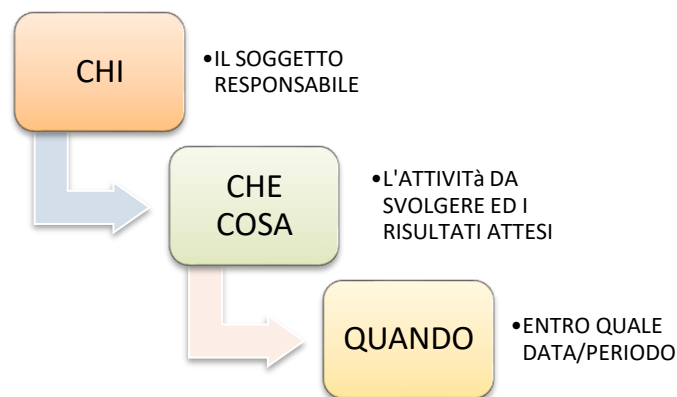 CHI
•IL SOGGETTO
RESPONSABILE
CHE
COSA
•L'ATTIVITà DA
SVOLGERE ED I
RISULTATI ATTESI
QUANDO
•ENTRO QUALE
DATA/PERIODO